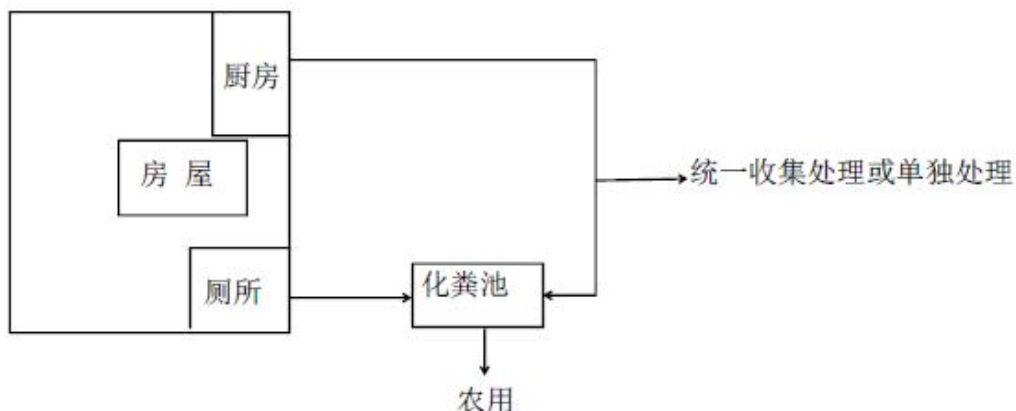 厨房
房 屋
统一收集处理或单独处理
厕所
化粪池
农用